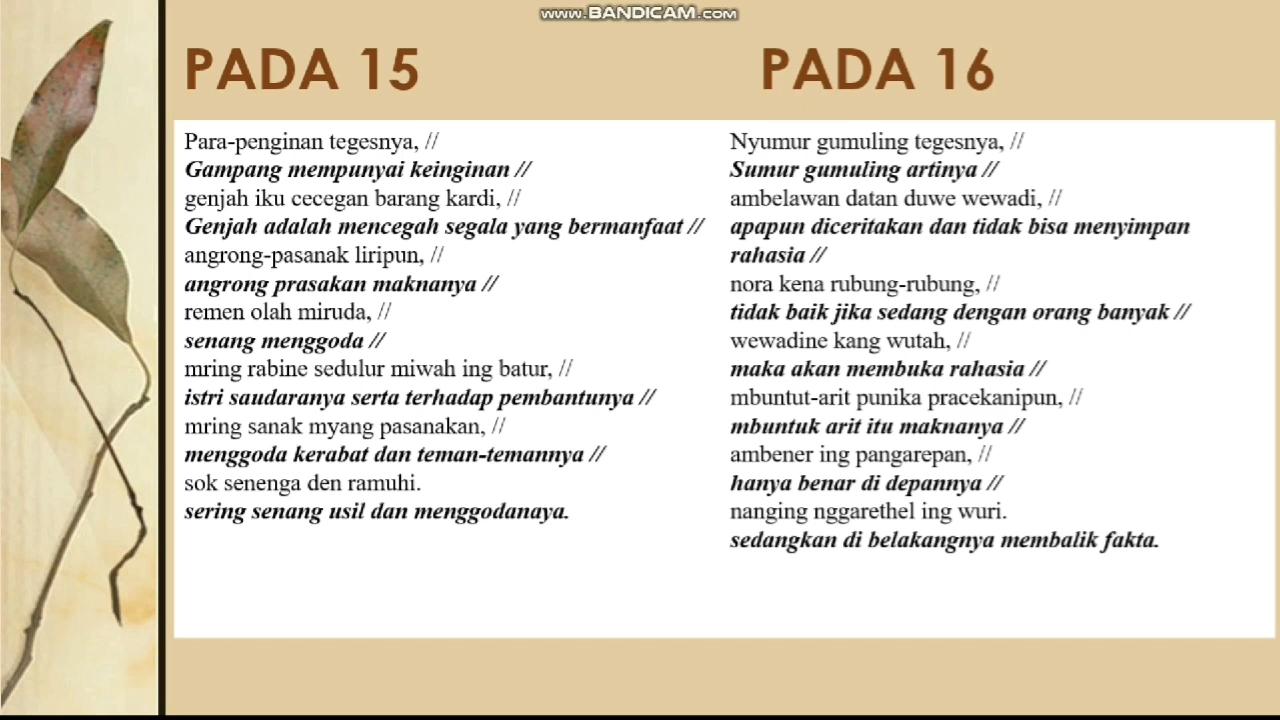 www.BANDICAM.com
PADA 15
Para-penginan tegesnya, //
Gampang mempunyai keinginan //
genjah iku cecegan barang kardi, //
Genjah adalah mencegah segala yang bermanfaat //
angrong-pasanak liripun, //
angrong prasakan maknanya //
remen olah miruda, //
senang menggoda //
mring rabine sedulur miwah ing batur, //
istri saudaranya serta terhadap pembantunya //
mring sanak myang pasanakan, //
menggoda kerabat dan teman-temannya //
sok senenga den ramuhi.
sering senang usil dan menggodanaya.
PADA 16
Nyumur gumuling tegesnya, //
Sumur gumuling artinya //
ambelawan datan duwe wewadi, //
apapun diceritakan dan tidak bisa menyimpan
rahasia //
nora kena rubung-rubung, //
tidak baik jika sedang dengan orang banyak //
wewadine kang wutah, //
maka akan membuka rahasia //
mbuntut-arit punika pracekanipun, //
mbuntuk arit itu maknanya //
ambener ing pangarepan, //
hanya benar di depannya //
nanging nggarethel ing wuri.
sedangkan di belakangnya membalik fakta.